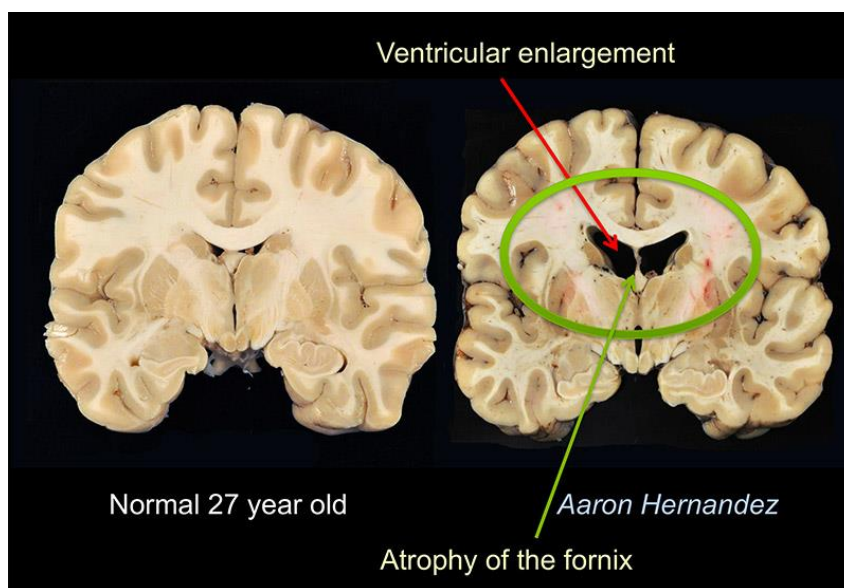 Ventricular enlargement
Normal 27 year old
Aaron Hernandez
Atrophy of the fornix